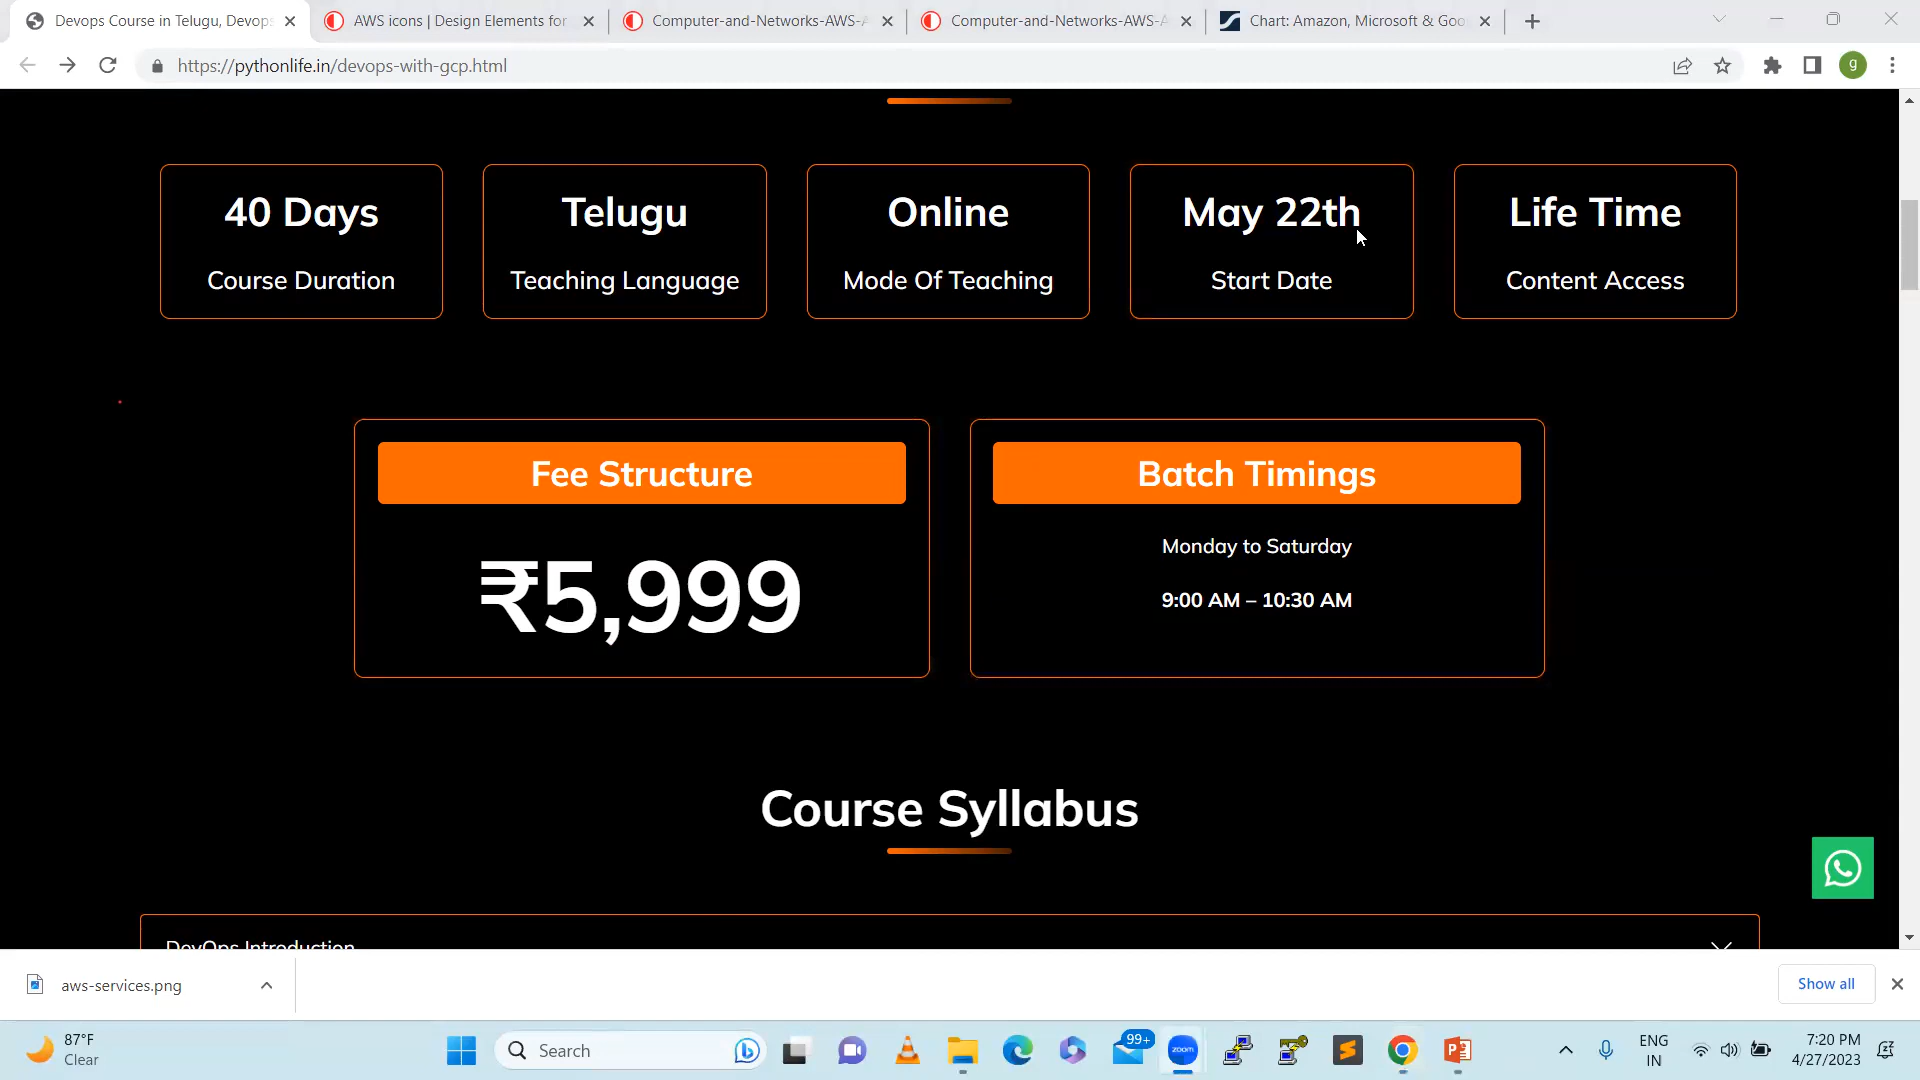 Devops Course in Telugu, Devops
AWS icons | Design Elements for
Computer-and-Networks-AWS-A
Computer-and-Networks-AWS-A
Chart: Amazon, Microsoft & Goo
https://pythonlife.in/devops-with-gcp.html
g
40 Days
Course Duration
Telugu
Teaching Language
Online
Mode Of Teaching
May 22th
Start Date
Life Time
Content Access
Fee Structure
₹5,999
Batch Timings
Monday to Saturday
9:00 AM – 10:30 AM
Course Syllabus
DevOps Introduction
aws-services.png
Show all
87°F
Clear
Search
99+
zoom
ENG
IN
7:20 PM
4/27/2023